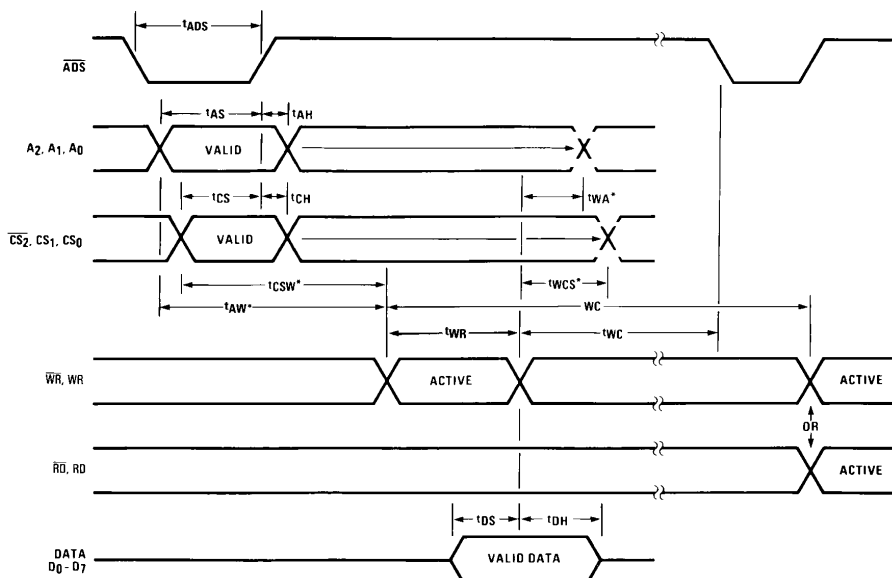 tADS
ADS
tAS tAH
A2, A1, A0 VALID
tCS tCH tWA*
CS2, CS1, CS0 VALID
tCSW* tWCS*
tAW* WC
tWR tWC
WR, WR ACTIVE ACTIVE
OR
RD, RD ACTIVE
tDS tDH
DATA
D0-D7 VALID DATA